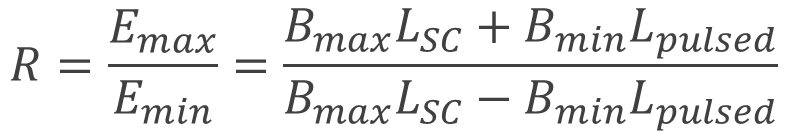 R = E_max / E_min = (B_max L_SC + B_min L_pulsed) / (B_max L_SC − B_min L_pulsed)